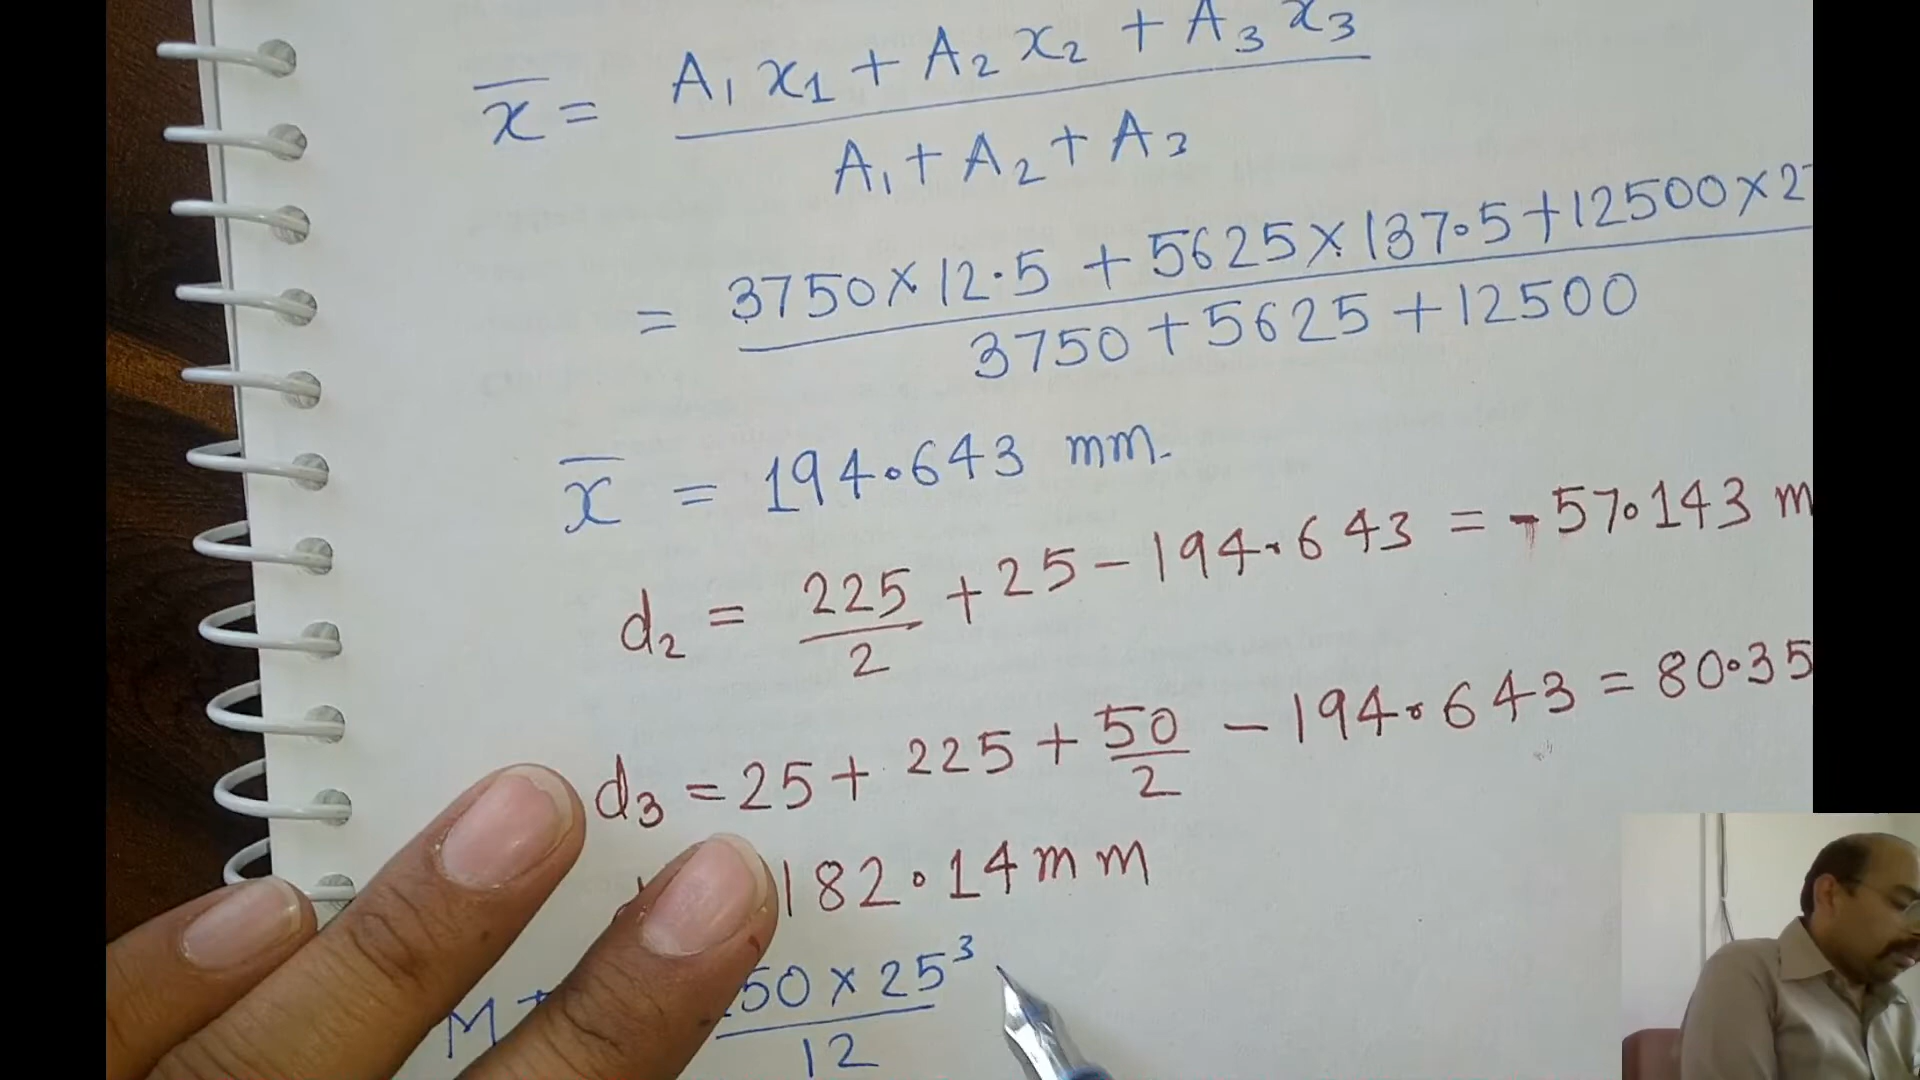 x̄ = A₁x₁ + A₂x₂ + A₃x₃
A₁ + A₂ + A₃
= 3750×12.5 + 5625×137.5 + 12500×2
3750 + 5625 + 12500
x̄ = 194.643 mm.
d₂ = 225/2 + 25 - 194.643 = -57.143 m
d₃ = 25 + 225 + 50/2 - 194.643 = 80.35
182.14 mm
M 50 × 25³
12